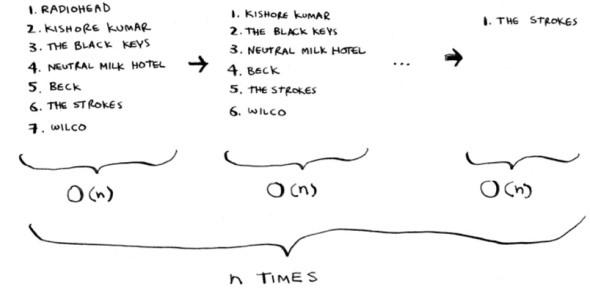 1. RADIOHEAD
2. KISHORE KUMAR
3. THE BLACK KEYS
4. NEUTRAL MILK HOTEL
5. BECK
6. THE STROKES
7. WILCO
1. KISHORE KUMAR
2. THE BLACK KEYS
3. NEUTRAL MILK HOTEL
4. BECK
5. THE STROKES
6. WILCO
...
1. THE STROKES
O(n)
O(n)
O(n)
n TIMES